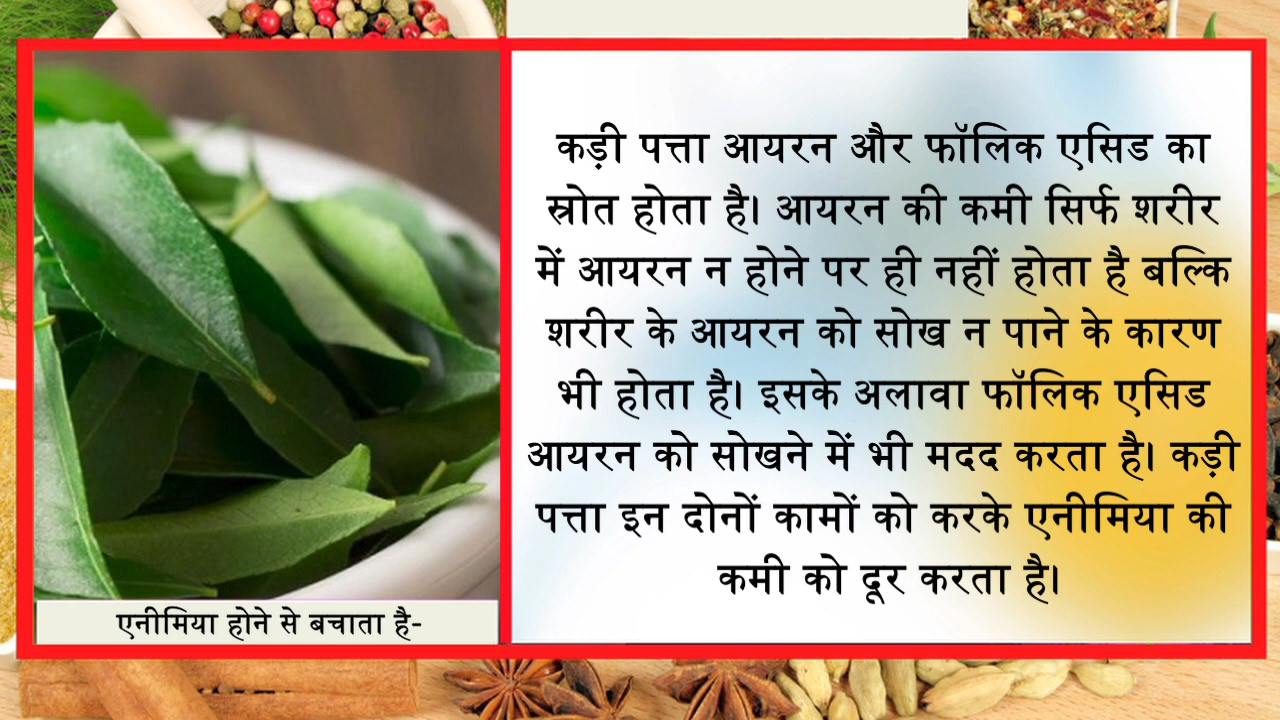 कड़ी पत्ता आयरन और फॉलिक एसिड का
स्रोत होता है। आयरन की कमी सिर्फ शरीर
में आयरन न होने पर ही नहीं होता है बल्कि
शरीर के आयरन को सोख न पाने के कारण
भी होता है। इसके अलावा फॉलिक एसिड
आयरन को सोखने में भी मदद करता है। कड़ी
पत्ता इन दोनों कामों को करके एनीमिया की
कमी को दूर करता है।
एनीमिया होने से बचाता है-